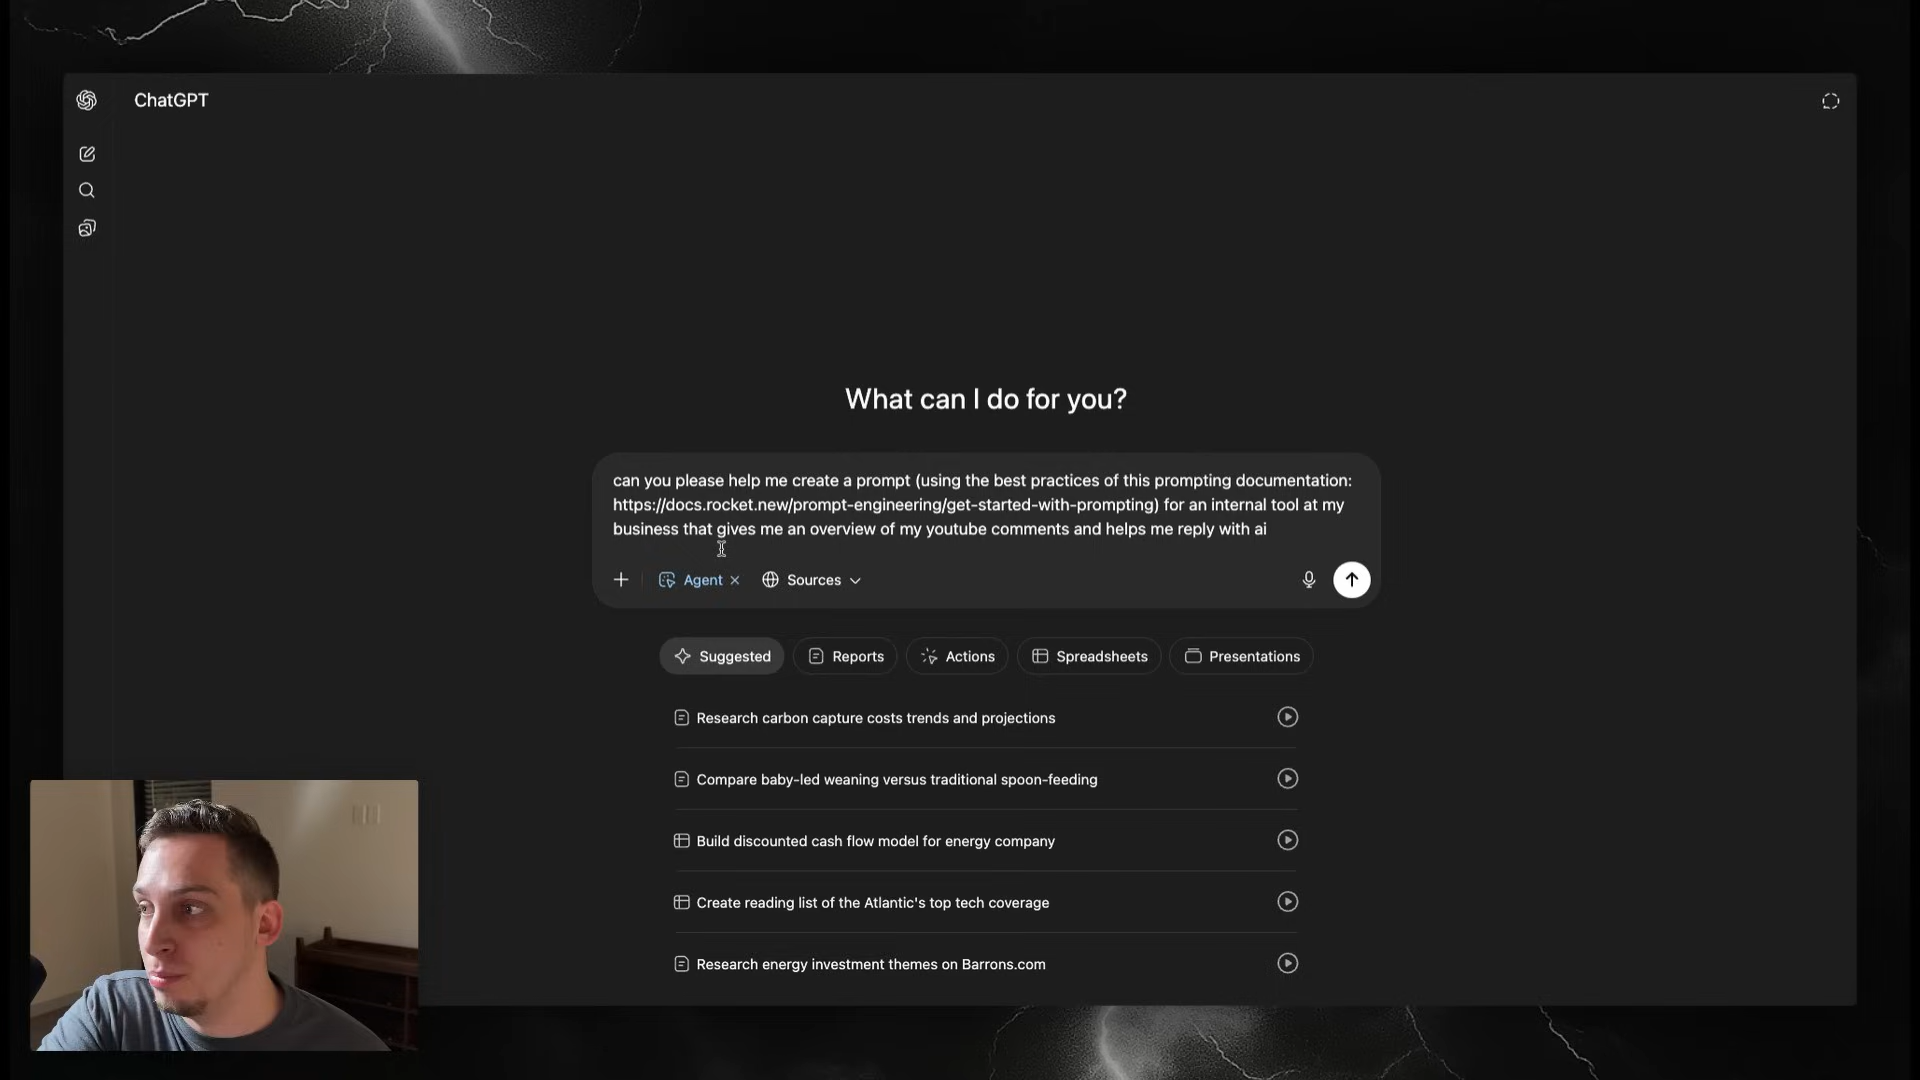 ChatGPT
What can I do for you?
can you please help me create a prompt (using the best practices of this prompting documentation:
https://docs.rocket.new/prompt-engineering/get-started-with-prompting) for an internal tool at my
business that gives me an overview of my youtube comments and helps me reply with ai
Agent Sources
Suggested Reports Actions Spreadsheets Presentations
Research carbon capture costs trends and projections
Compare baby-led weaning versus traditional spoon-feeding
Build discounted cash flow model for energy company
Create reading list of the Atlantic's top tech coverage
Research energy investment themes on Barrons.com